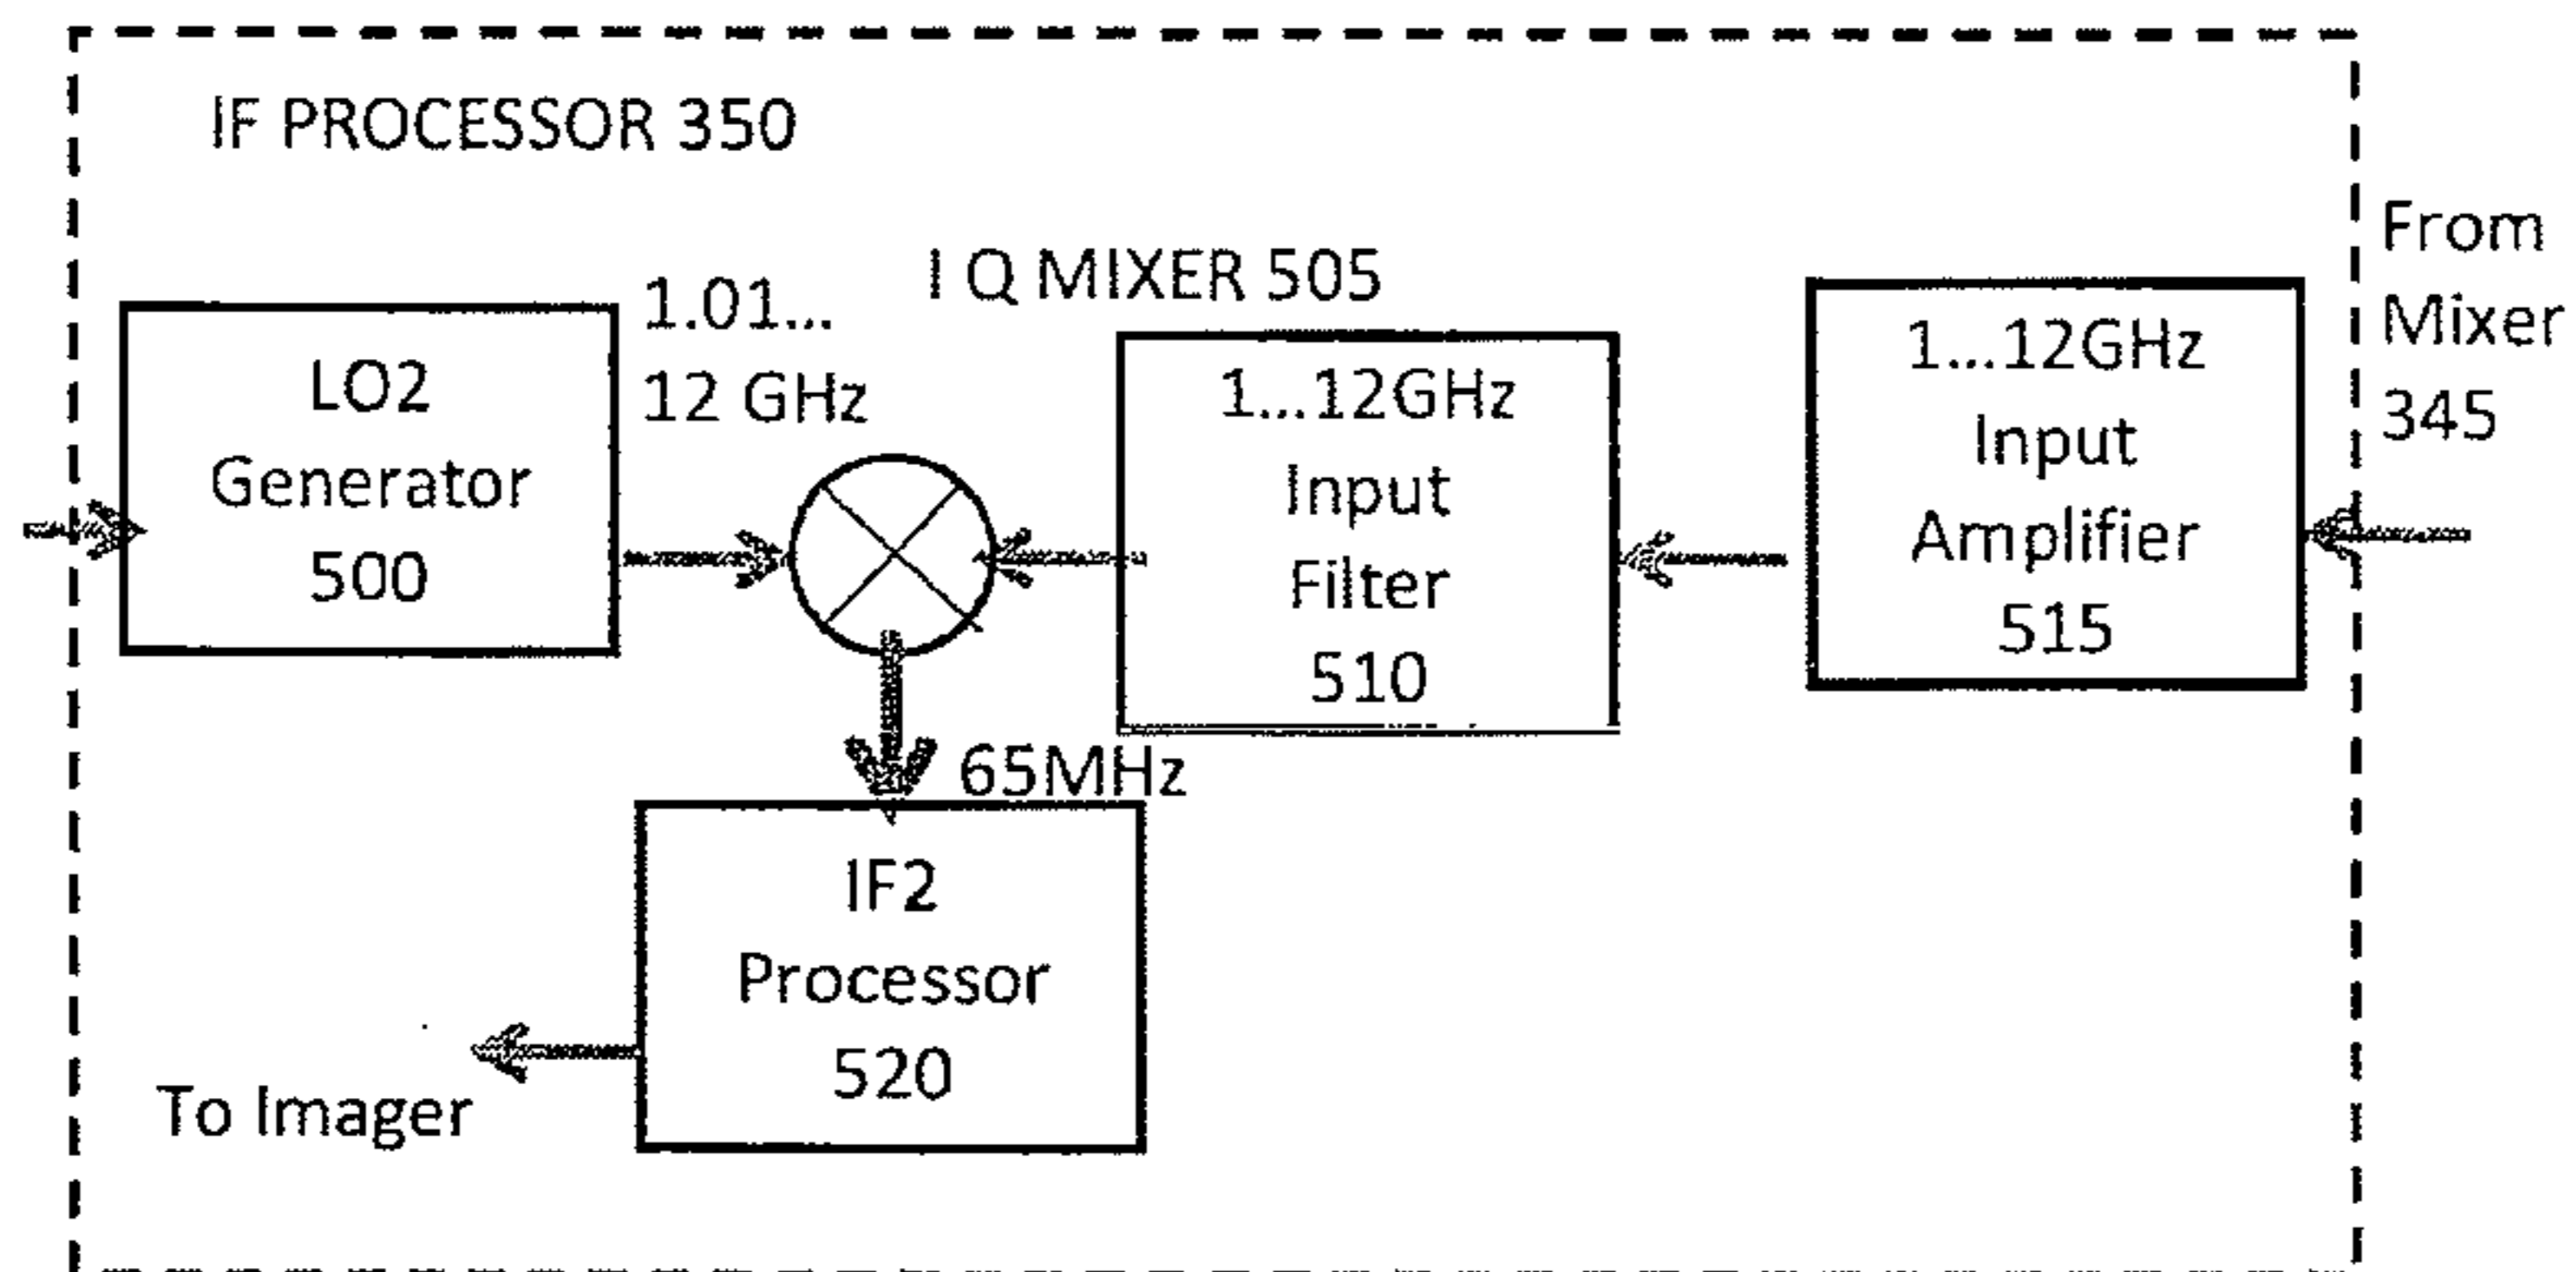 IF PROCESSOR 350
LO2
Generator
500
1.01...
12 GHz
I Q MIXER 505
1...12GHz
Input
Filter
510
1...12GHz
Input
Amplifier
515
From
Mixer
345
65MHz
IF2
Processor
520
To Imager